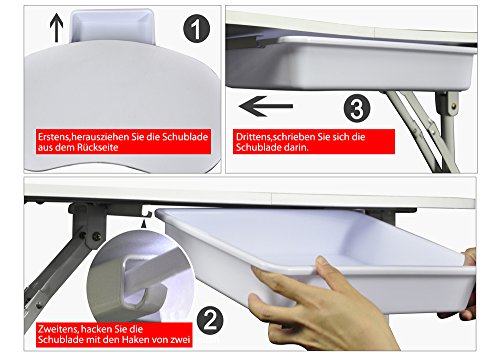 1
Erstens,herausziehen Sie die Schublade
aus dem Rückseite
3
Drittens,schrieben Sie sich die
Schublade darin.
2
Zweitens, hacken Sie die
Schublade mit den Haken von zwei